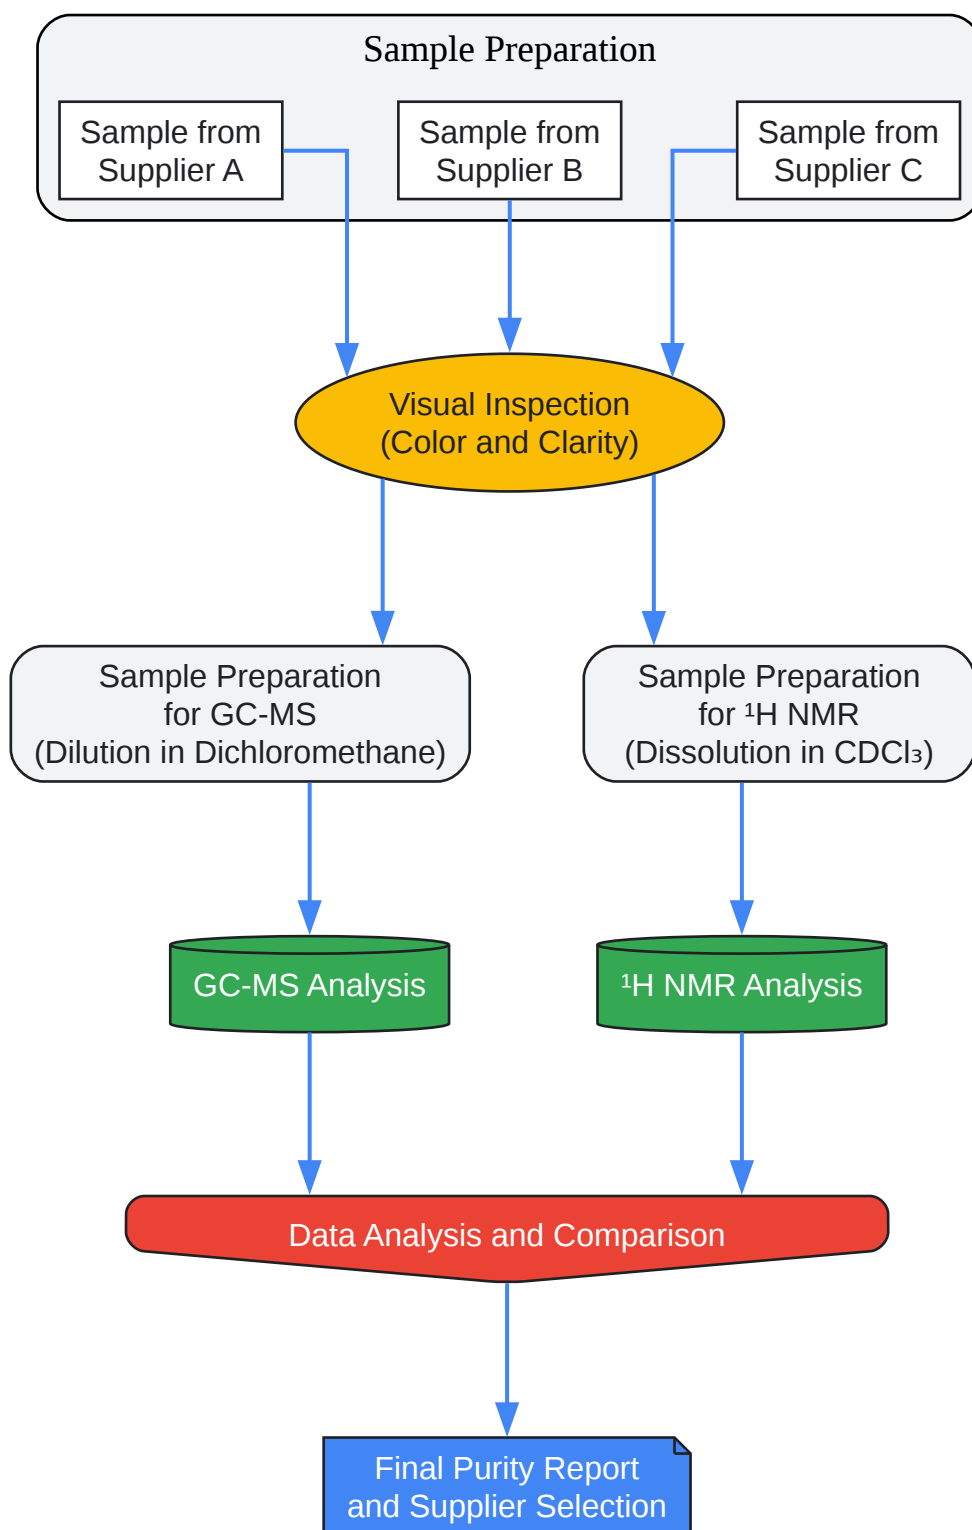 Sample Preparation
Sample from
Supplier A
Sample from
Supplier B
Sample from
Supplier C
Visual Inspection
(Color and Clarity)
Sample Preparation
for GC-MS
(Dilution in Dichloromethane)
Sample Preparation
for ¹H NMR
(Dissolution in CDCl₃)
GC-MS Analysis
¹H NMR Analysis
Data Analysis and Comparison
Final Purity Report
and Supplier Selection